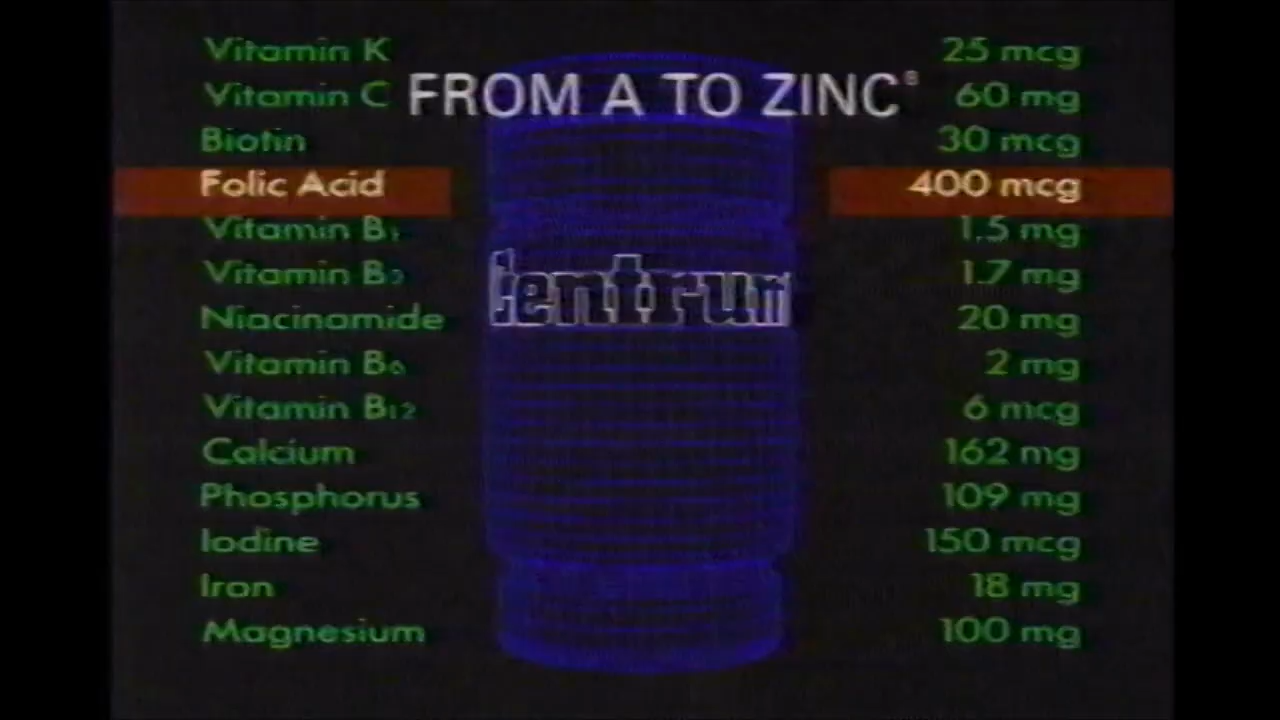 Vitamin K 25 mcg
FROM A TO ZINC®
Vitamin C 60 mg
Biotin 30 mcg
Folic Acid 400 mcg
Vitamin B₁ 1.5 mg
Vitamin B₂ 1.7 mg
Centrum
Niacinamide 20 mg
Vitamin B₆ 2 mg
Vitamin B₁₂ 6 mcg
Calcium 162 mg
Phosphorus 109 mg
Iodine 150 mcg
Iron 18 mg
Magnesium 100 mg